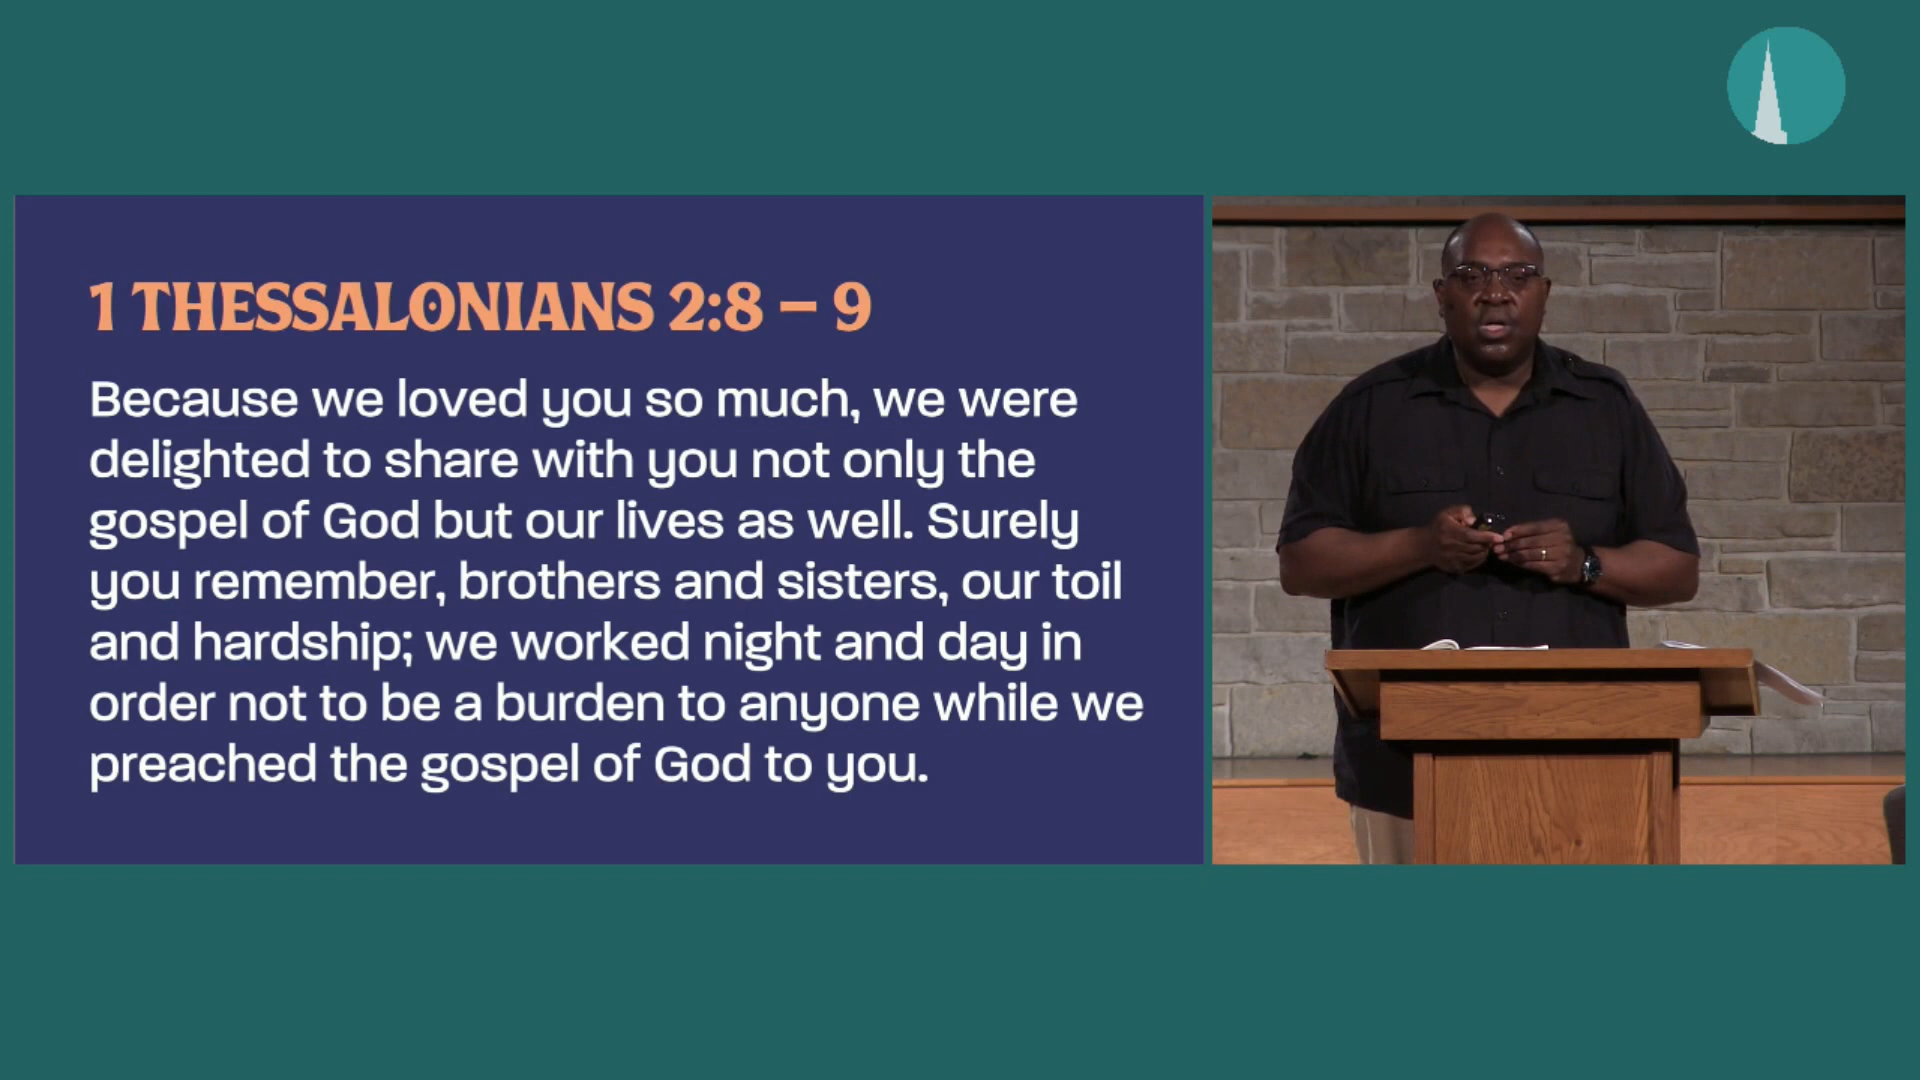 1 THESSALONIANS 2:8 – 9
Because we loved you so much, we were
delighted to share with you not only the
gospel of God but our lives as well. Surely
you remember, brothers and sisters, our toil
and hardship; we worked night and day in
order not to be a burden to anyone while we
preached the gospel of God to you.